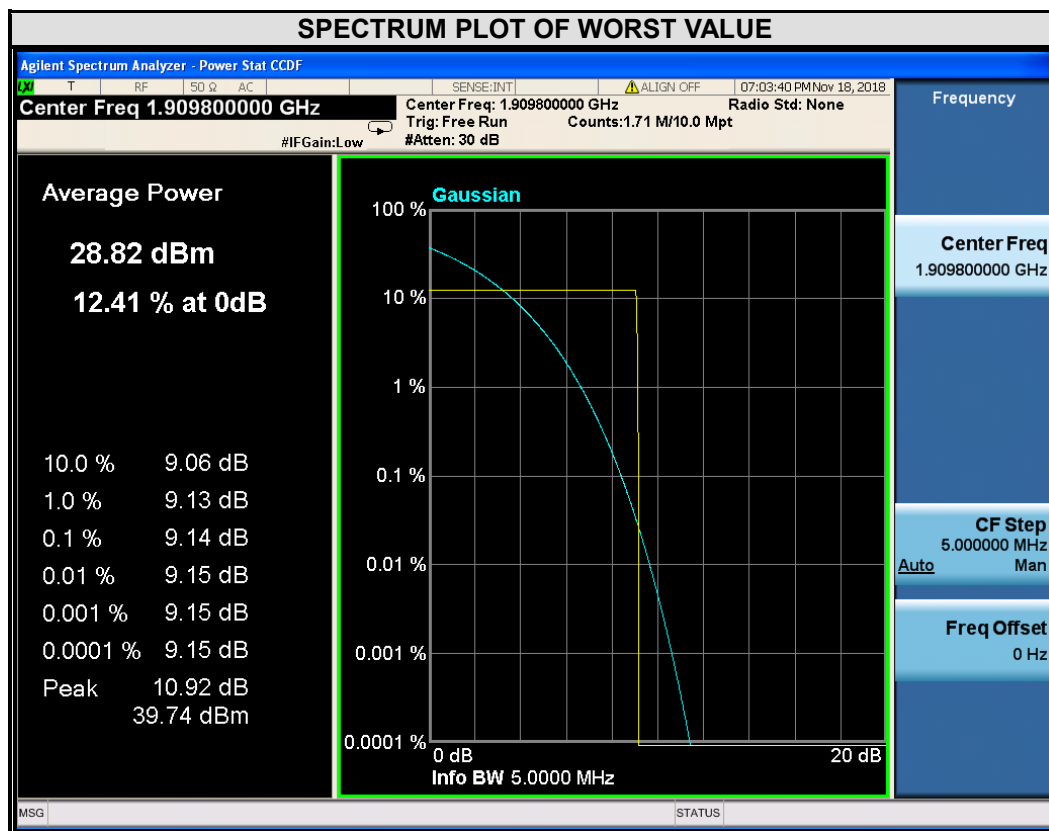 SPECTRUM PLOT OF WORST VALUE
Agilent Spectrum Analyzer - Power Stat CCDF
LXI T RF 50 Ω AC SENSE:INT ALIGN OFF 07:03:40 PM Nov 18, 2018
Center Freq 1.909800000 GHz
Center Freq: 1.909800000 GHz Radio Std: None
Trig: Free Run Counts:1.71 M/10.0 Mpt
#IFGain:Low #Atten: 30 dB
Frequency
Average Power
28.82 dBm
12.41 % at 0dB
10.0 % 9.06 dB
1.0 % 9.13 dB
0.1 % 9.14 dB
0.01 % 9.15 dB
0.001 % 9.15 dB
0.0001 % 9.15 dB
Peak 10.92 dB
39.74 dBm
Gaussian
100 %
10 %
1 %
0.1 %
0.01 %
0.001 %
0.0001 %
0 dB 20 dB
Info BW 5.0000 MHz
Center Freq
1.909800000 GHz
CF Step
5.000000 MHz
Auto Man
Freq Offset
0 Hz
MSG STATUS